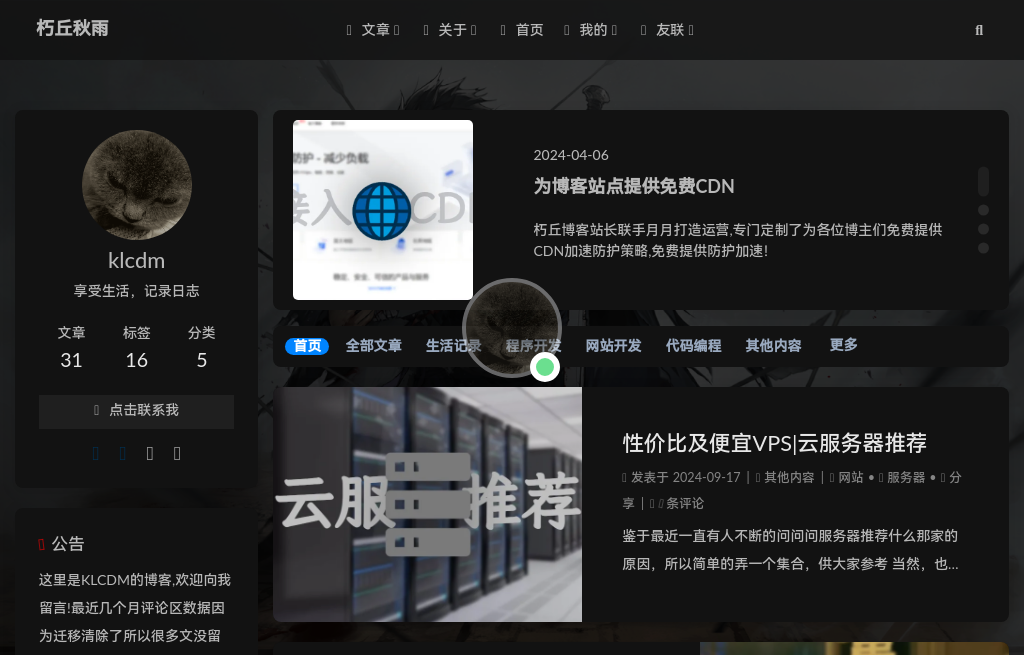 朽丘秋雨
文章 关于 首页 我的 友联
防护 - 减少负载
接入 CD
稳定、安全、可信的产品与服务
2024-04-06
为博客站点提供免费CDN
朽丘博客站长联手月月打造运营,专门定制了为各位博主们免费提供
CDN加速防护策略,免费提供防护加速!
klcdm
享受生活，记录日志
文章 标签 分类
31 16 5
点击联系我
首页 全部文章 生活记录 程序开发 网站开发 代码编程 其他内容 更多
云服 推荐
性价比及便宜VPS|云服务器推荐
发表于 2024-09-17 | 其他内容 | 网站 • 服务器 • 分
享 | 条评论
鉴于最近一直有人不断的问问问服务器推荐什么那家的
原因，所以简单的弄一个集合，供大家参考 当然，也...
公告
这里是KLCDM的博客,欢迎向我
留言!最近几个月评论区数据因
为迁移清除了所以很多文没留